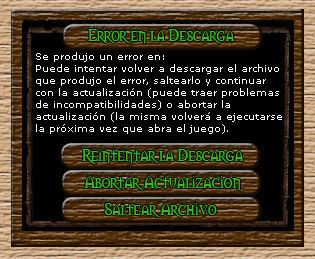 Error en la Descarga
Se produjo un error en:
Puede intentar volver a descargar el archivo
que produjo el error, saltearlo y continuar
con la actualización (puede traer problemas
de incompatibilidades) o abortar la
actualización (la misma volverá a ejecutarse
la próxima vez que abra el juego).
Reintentar la Descarga
Abortar Actualizacion
Saltear Archivo